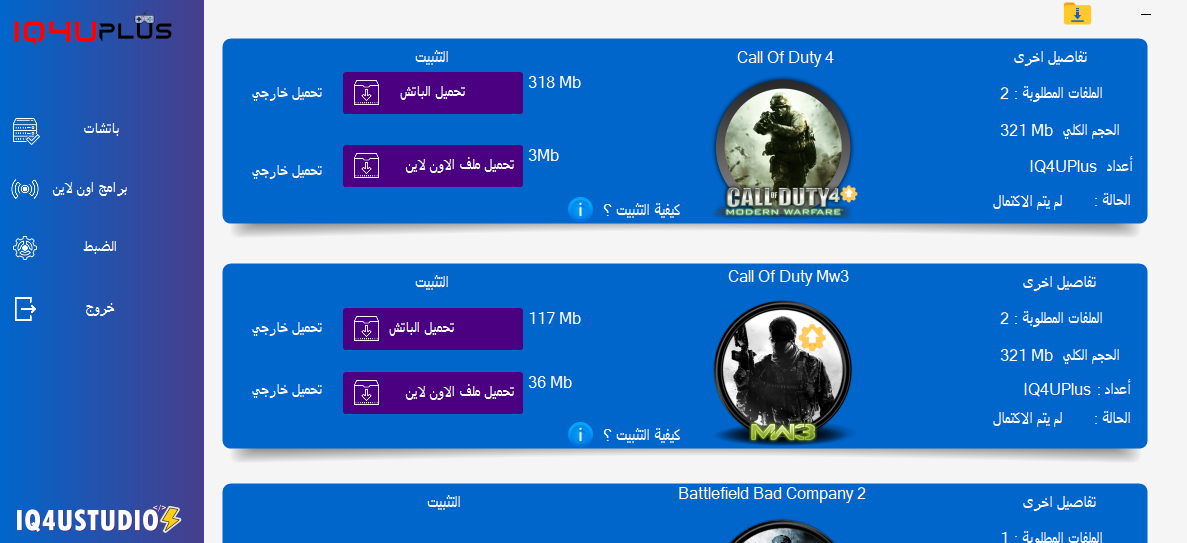 IQ4UPLUS
باتشات
برامج اون لاين
الضبط
خروج
IQ4USTUDIO</>
تفاصيل اخرى
الملفات المطلوبة : 2
الحجم الكلي 321 Mb
أعداد IQ4UPlus
الحالة : لم يتم الاكتمال
Call Of Duty 4
CALL OF DUTY 4
MODERN WARFARE
التثبيت
318 Mb
تحميل الباتش
تحميل خارجي
3Mb
تحميل ملف الاون لاين
تحميل خارجي
كيفية التثبيت ؟
i
تفاصيل اخرى
الملفات المطلوبة : 2
الحجم الكلي 321 Mb
أعداد : IQ4UPlus
الحالة : لم يتم الاكتمال
Call Of Duty Mw3
MW3
التثبيت
117 Mb
تحميل الباتش
تحميل خارجي
36 Mb
تحميل ملف الاون لاين
تحميل خارجي
كيفية التثبيت ؟
i
تفاصيل اخرى
الملفات المطلوبة : 1
Battlefield Bad Company 2
التثبيت